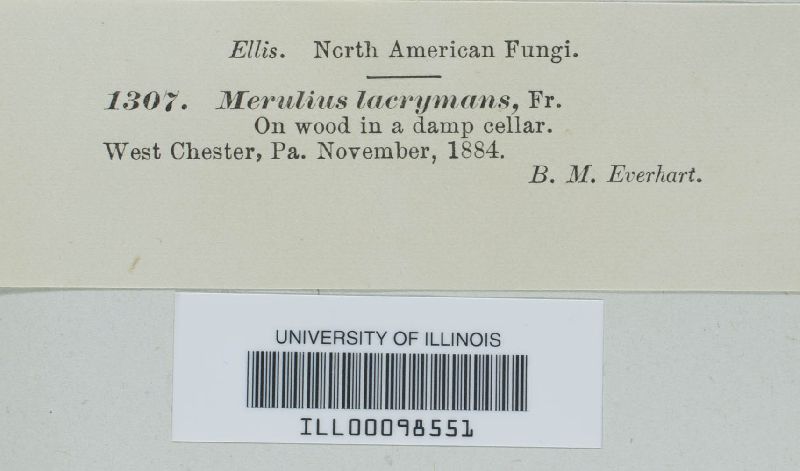 Ellis. North American Fungi.
1307. Merulius lacrymans, Fr.
On wood in a damp cellar.
West Chester, Pa. November, 1884.
B. M. Everhart.
UNIVERSITY OF ILLINOIS
ILL00098551